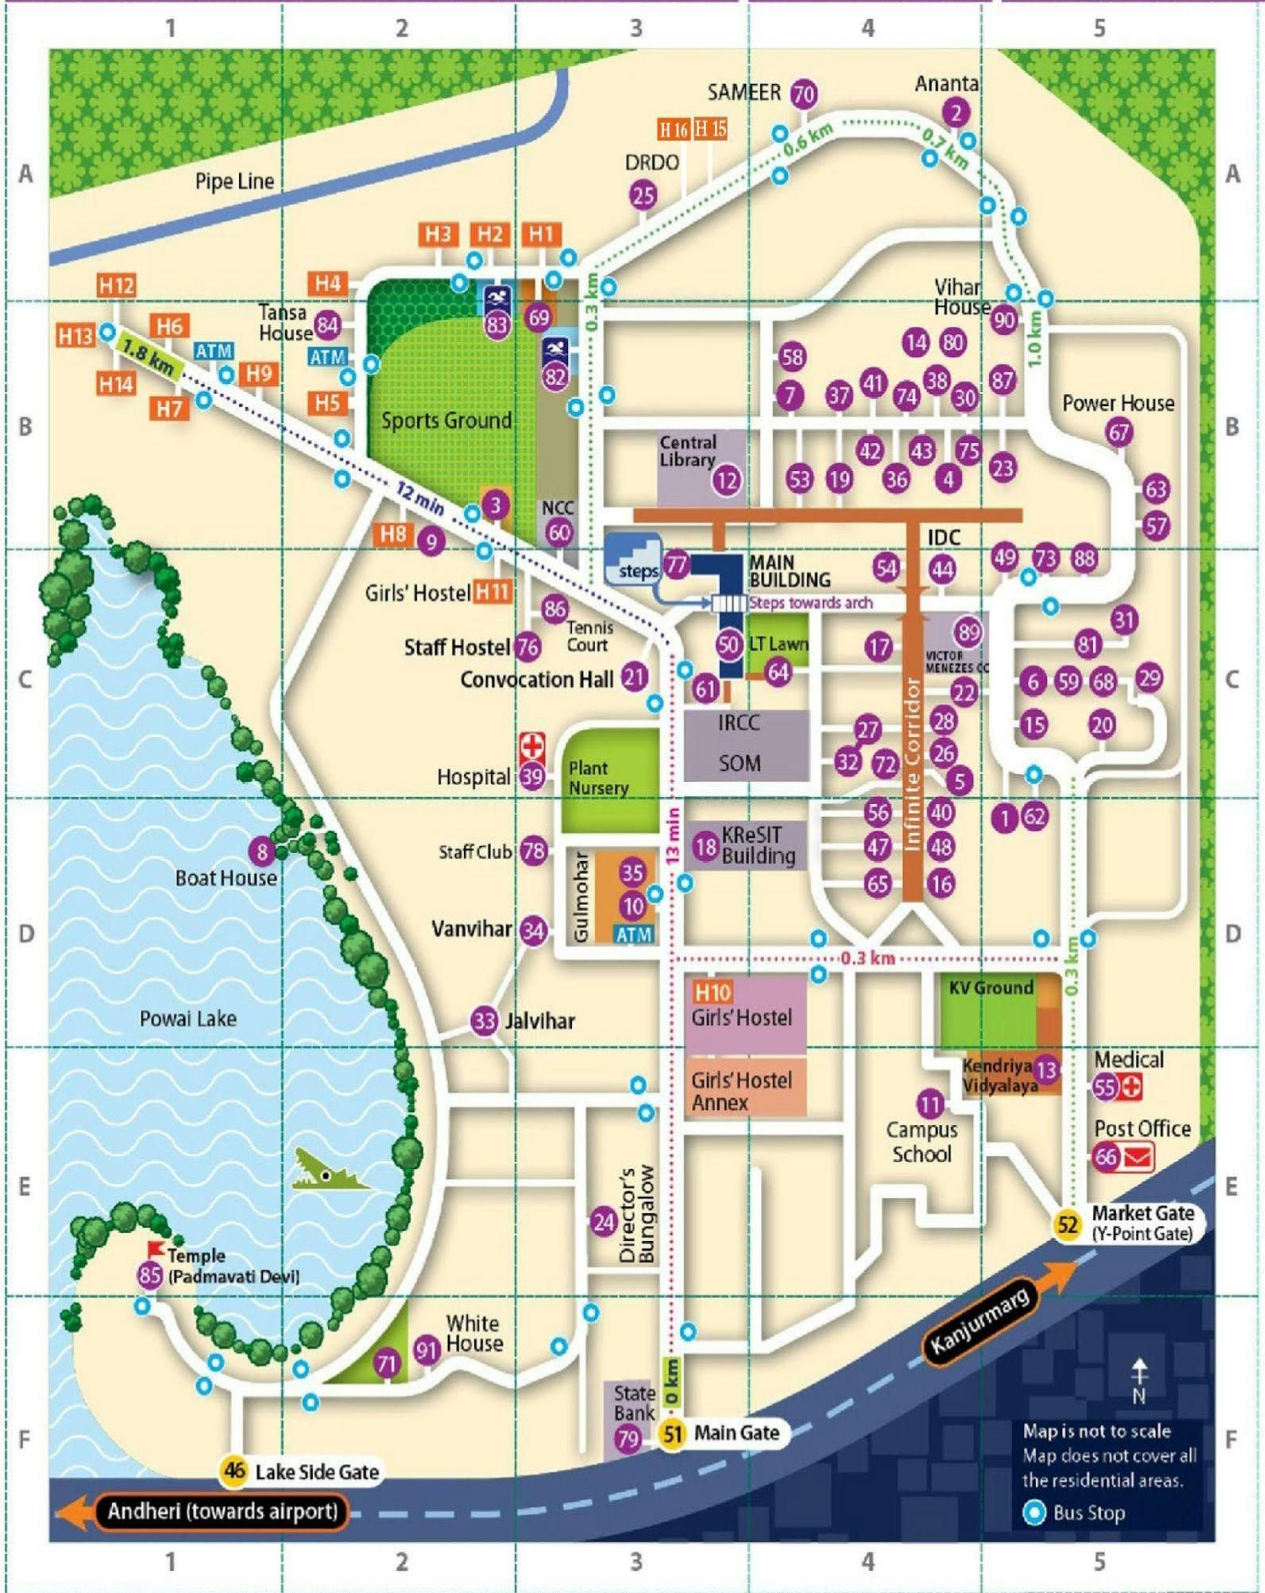 1 2 3 4 5
A A
SAMEER 70
Ananta
2
H 16 H 15
0.6 km
0.7 km
DRDO
25
Pipe Line
H3 H2 H1
H12
H4
0.3 km
Vihar
House
90
Tansa
House 84
83 69
H13
H6
1.8 km
ATM
ATM
82
1.0 km
H14
H9
H7
H5
58
14 80
7 37 41 74 38 30 87
B B
Sports Ground
Power House
67
Central
Library
12
42 43 75
53 19 36 4 23
63
57
12 min
3
H8 9
NCC
60
IDC
steps
77
MAIN
BUILDING
54 44
49 73 88
Steps towards arch
Girls' Hostel H11
86
Tennis
Court
Staff Hostel 76
50
LT Lawn
64
17
89
VICTOR
MENEZES CC
31
81
C C
Convocation Hall 21
61
22
6 59 68 29
IRCC
SOM
27 28
32 72 26
5
15 20
Hospital 39
Plant
Nursery
Infinite Corridor
1 62
56 40
47 48
65 16
13 min
18 KReSIT
Building
8
Boat House
Staff Club 78
Gulmohar
35
10
ATM
D D
Vanvihar 34
0.3 km
0.3 km
H10
Girls' Hostel
KV Ground
Powai Lake
33 Jalvihar
Girls' Hostel
Annex
Kendriya
Vidyalaya
13
Medical
55
11
Campus
School
Post Office
66
E E
24
Director's
Bungalow
52 Market Gate
(Y-Point Gate)
Temple
85 (Padmavati Devi)
Kanjurmarg
White
House
71 91
0 km
State
Bank
79
51 Main Gate
N
F F
46 Lake Side Gate
Map is not to scale
Map does not cover all
the residential areas.
Bus Stop
Andheri (towards airport)
1 2 3 4 5